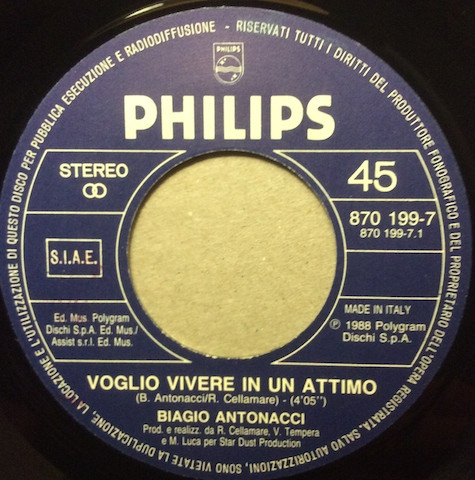 RISERVATI TUTTI I DIRITTI DEL PRODUTTORE FONOGRAFICO E DEL PROPRIETARIO DELL'OPERA REGISTRATA. SALVO AUTORIZZAZIONI, SONO VIETATE LA DUPLICAZIONE, LA LOCAZIONE E L'UTILIZZAZIONE DI QUESTO DISCO PER PUBBLICA ESECUZIONE E RADIODIFFUSIONE -
PHILIPS
PHILIPS
STEREO
45
870 199-7
870 199-7.1
S.I.A.E.
MADE IN ITALY
Ed. Mus. Polygram
Dischi S.p.A. Ed. Mus./
Assist s.r.l. Ed. Mus.
℗ 1988 Polygram
Dischi S.p.A.
VOGLIO VIVERE IN UN ATTIMO
(B. Antonacci/R. Cellamare) - (4'05")
BIAGIO ANTONACCI
Prod. e realizz. da R. Cellamare, V. Tempera
e M. Luca per Star Dust Production